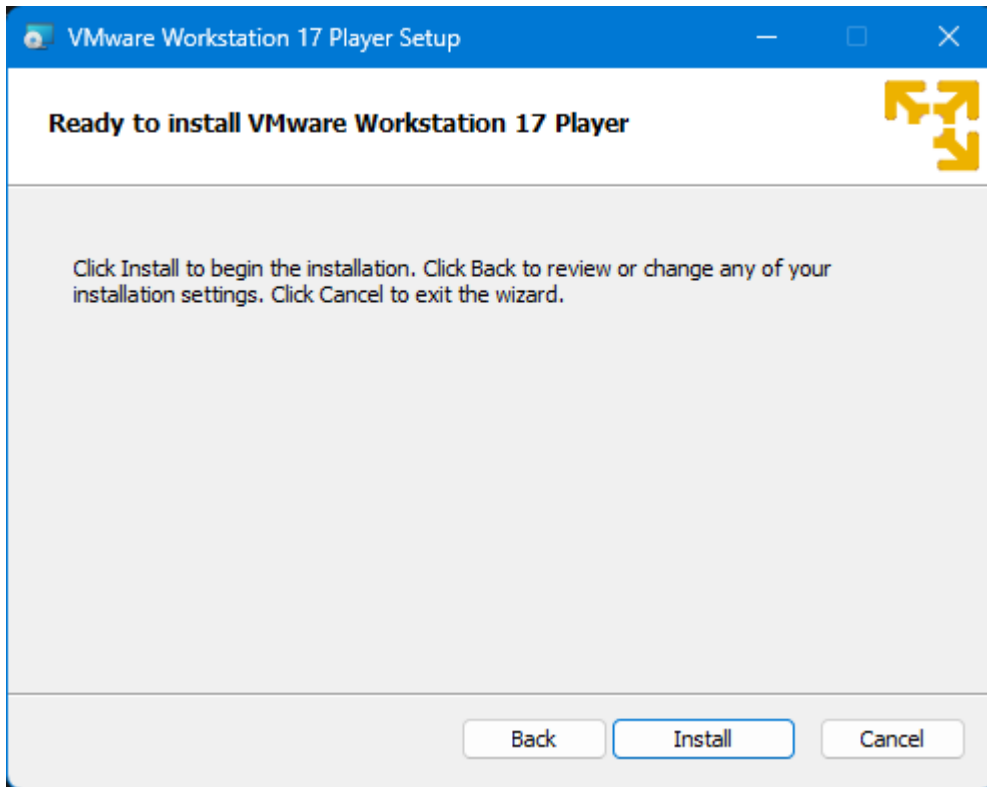 VMware Workstation 17 Player Setup
Ready to install VMware Workstation 17 Player
Click Install to begin the installation. Click Back to review or change any of your
installation settings. Click Cancel to exit the wizard.
Back Install Cancel